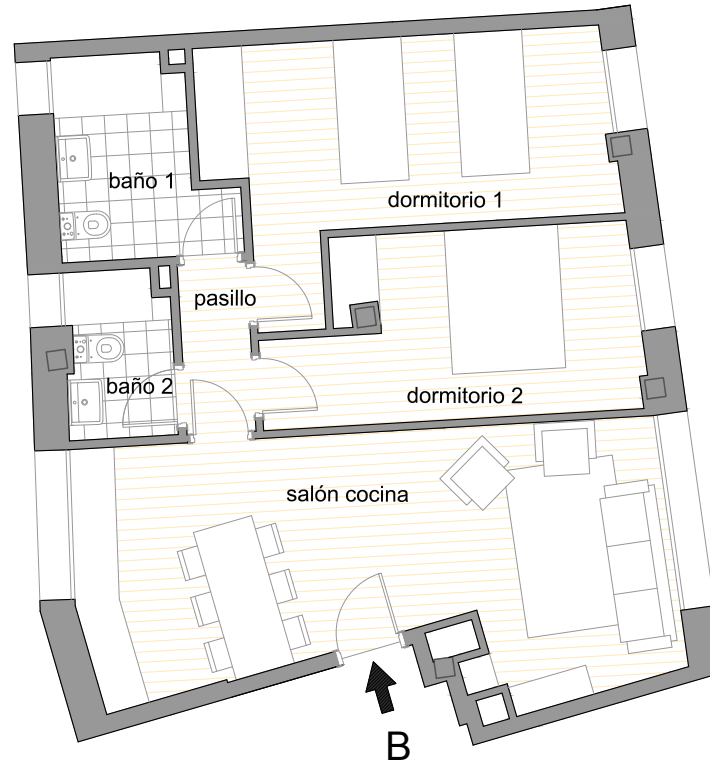 baño 1
dormitorio 1
pasillo
baño 2
dormitorio 2
salón cocina
B